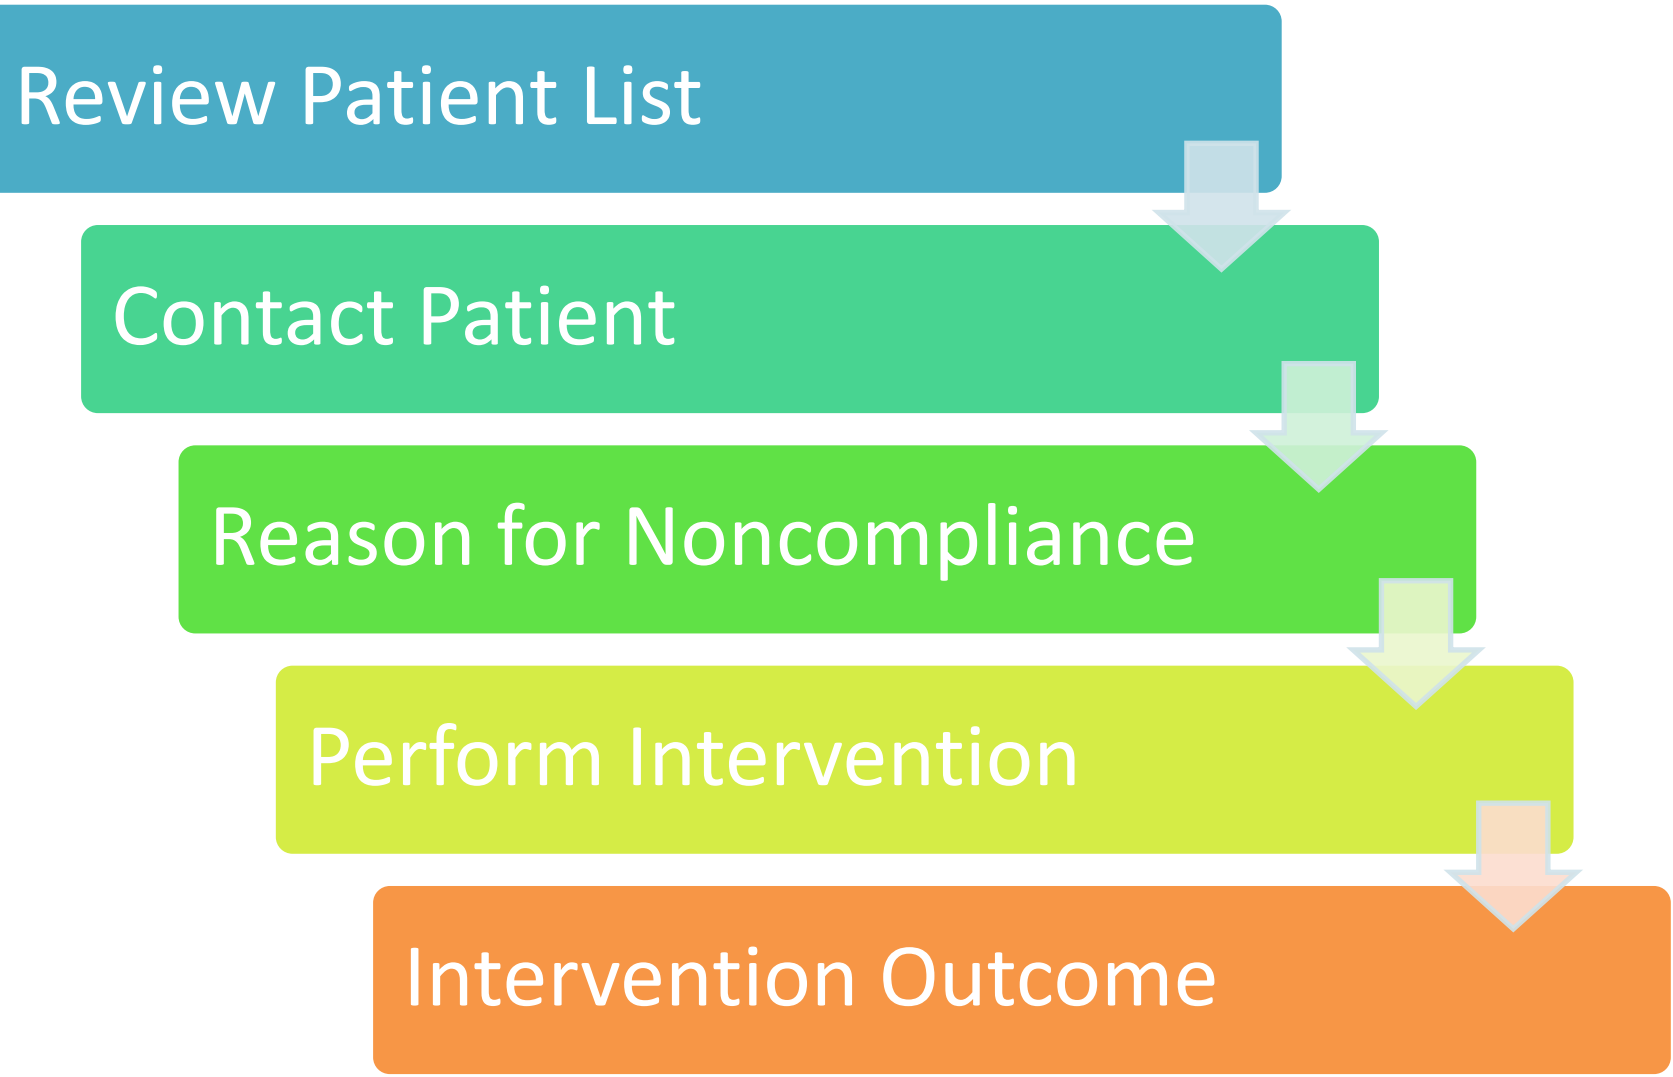 Review Patient List
Contact Patient
Reason for Noncompliance
Perform Intervention
Intervention Outcome